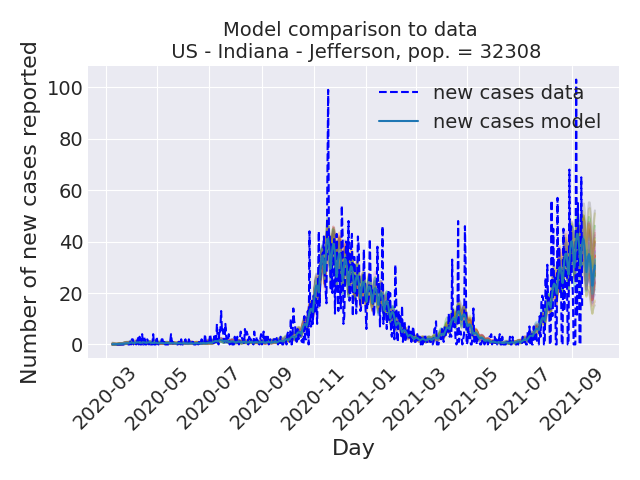 Model comparison to data
US - Indiana - Jefferson, pop. = 32308
Number of new cases reported
100
80
60
40
20
0
new cases data
new cases model
2020-03
2020-05
2020-07
2020-09
2020-11
2021-01
2021-03
2021-05
2021-07
2021-09
Day